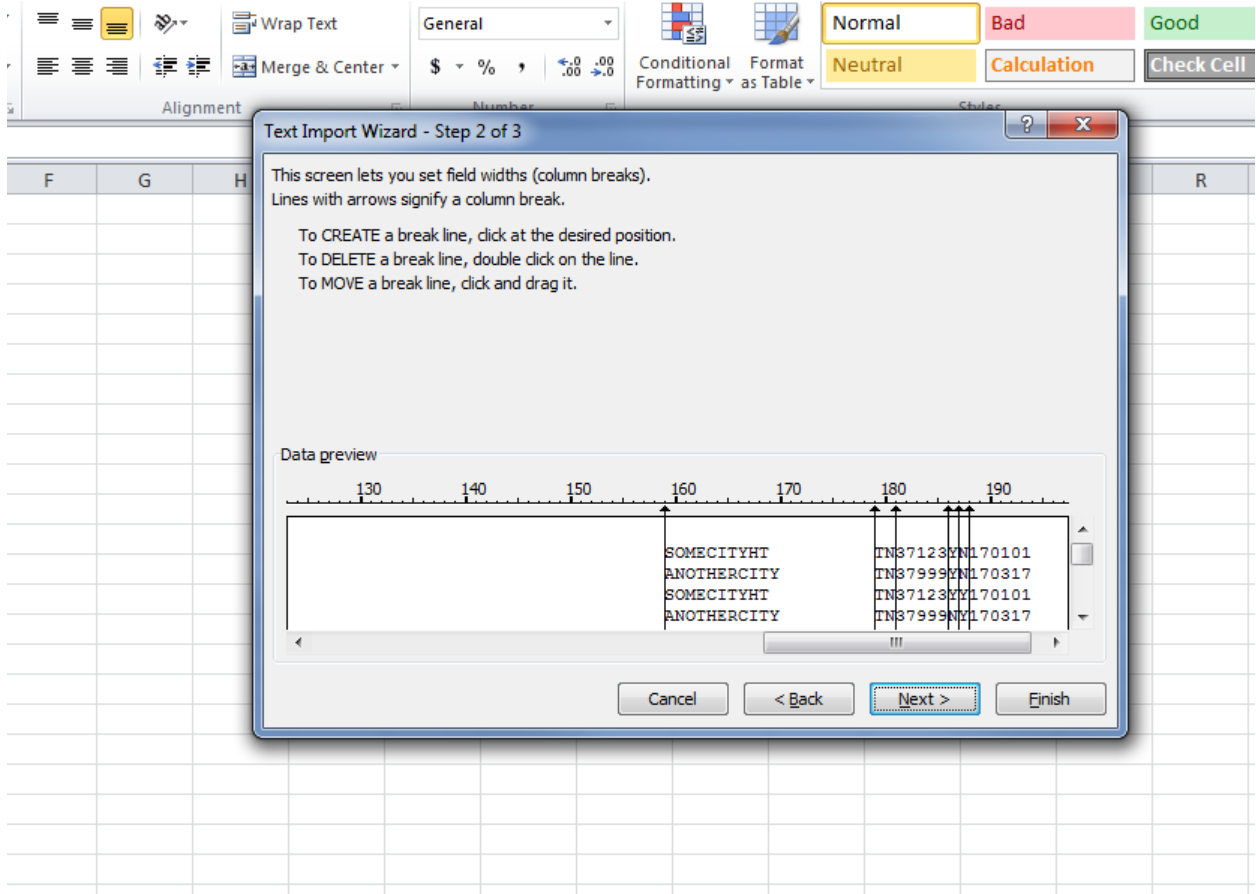 Wrap Text
General
Normal
Bad
Good
Merge & Center
$ % , .0 .00 .00 .0
Conditional Formatting
Format as Table
Neutral
Calculation
Check Cell
Alignment
Number
Styles
Text Import Wizard - Step 2 of 3
F G H R
This screen lets you set field widths (column breaks).
Lines with arrows signify a column break.
To CREATE a break line, click at the desired position.
To DELETE a break line, double click on the line.
To MOVE a break line, click and drag it.
Data preview
130 140 150 160 170 180 190
SOMECITYHT TN37123YN170101
ANOTHERCITY TN37999YN170317
SOMECITYHT TN37123YY170101
ANOTHERCITY TN37999NY170317
Cancel
< Back
Next >
Finish